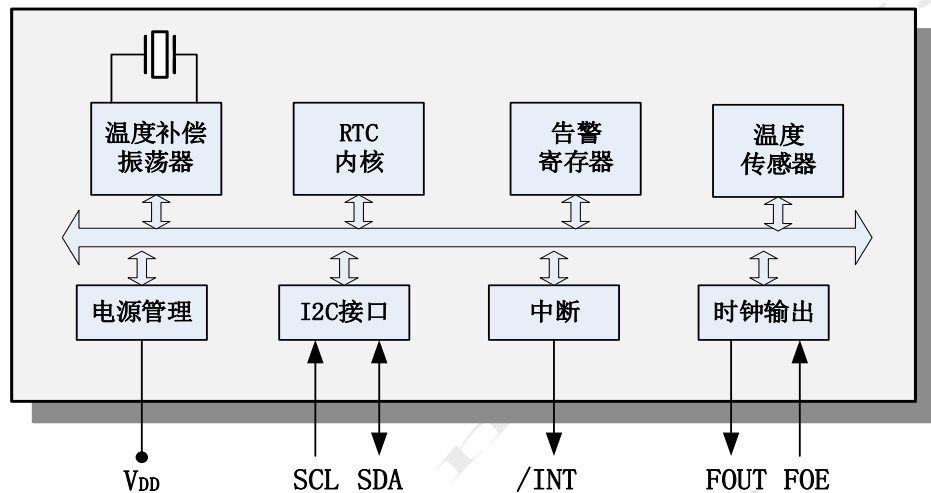 温度补偿
振荡器
RTC
内核
告警
寄存器
温度
传感器
电源管理
I2C接口
中断
时钟输出
VDD
SCL SDA
/INT
FOUT FOE